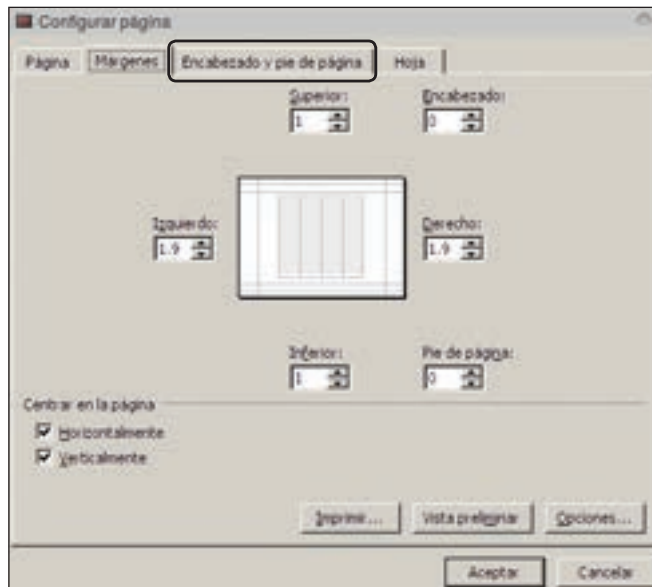 Configurar página
Página Márgenes Encabezado y pie de página Hoja
Superior: Encabezado:
1 0
Izquierdo: Derecho:
1.9 1.9
Inferior: Pie de página:
1 0
Centrar en la página
Horizontalmente
Verticalmente
Imprimir... Vista preliminar Opciones...
Aceptar Cancelar